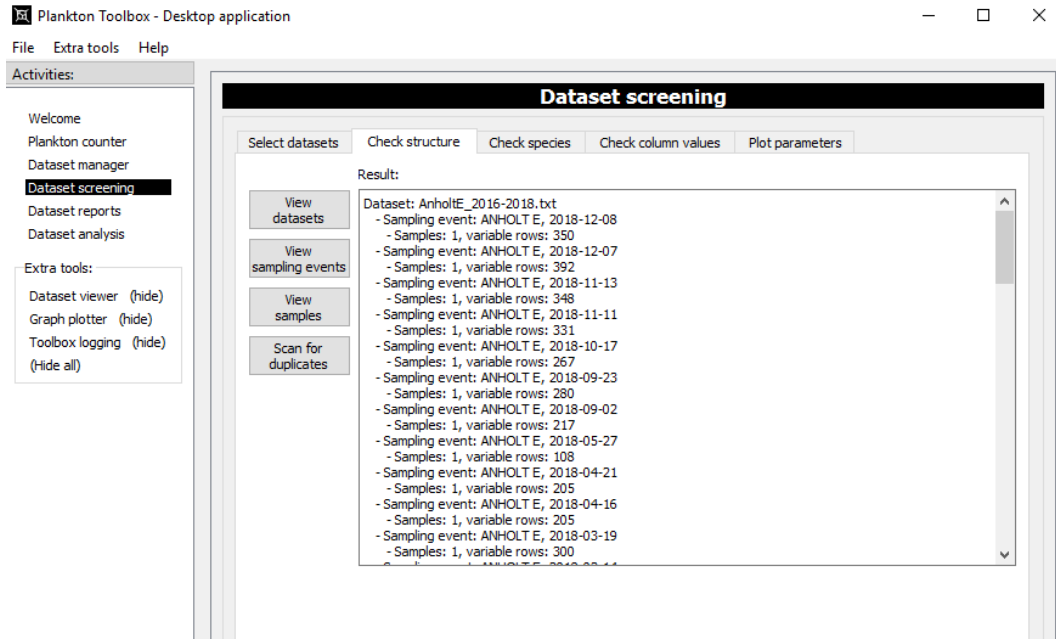 Plankton Toolbox - Desktop application
File Extra tools Help
Activities:
Welcome
Plankton counter
Dataset manager
Dataset screening
Dataset reports
Dataset analysis
Extra tools:
Dataset viewer (hide)
Graph plotter (hide)
Toolbox logging (hide)
(Hide all)
Dataset screening
Select datasets Check structure Check species Check column values Plot parameters
View
datasets
View
sampling events
View
samples
Scan for
duplicates
Result:
Dataset: AnholtE_2016-2018.txt
- Sampling event: ANHOLT E, 2018-12-08
- Samples: 1, variable rows: 350
- Sampling event: ANHOLT E, 2018-12-07
- Samples: 1, variable rows: 392
- Sampling event: ANHOLT E, 2018-11-13
- Samples: 1, variable rows: 348
- Sampling event: ANHOLT E, 2018-11-11
- Samples: 1, variable rows: 331
- Sampling event: ANHOLT E, 2018-10-17
- Samples: 1, variable rows: 267
- Sampling event: ANHOLT E, 2018-09-23
- Samples: 1, variable rows: 280
- Sampling event: ANHOLT E, 2018-09-02
- Samples: 1, variable rows: 217
- Sampling event: ANHOLT E, 2018-05-27
- Samples: 1, variable rows: 108
- Sampling event: ANHOLT E, 2018-04-21
- Samples: 1, variable rows: 205
- Sampling event: ANHOLT E, 2018-04-16
- Samples: 1, variable rows: 205
- Sampling event: ANHOLT E, 2018-03-19
- Samples: 1, variable rows: 300